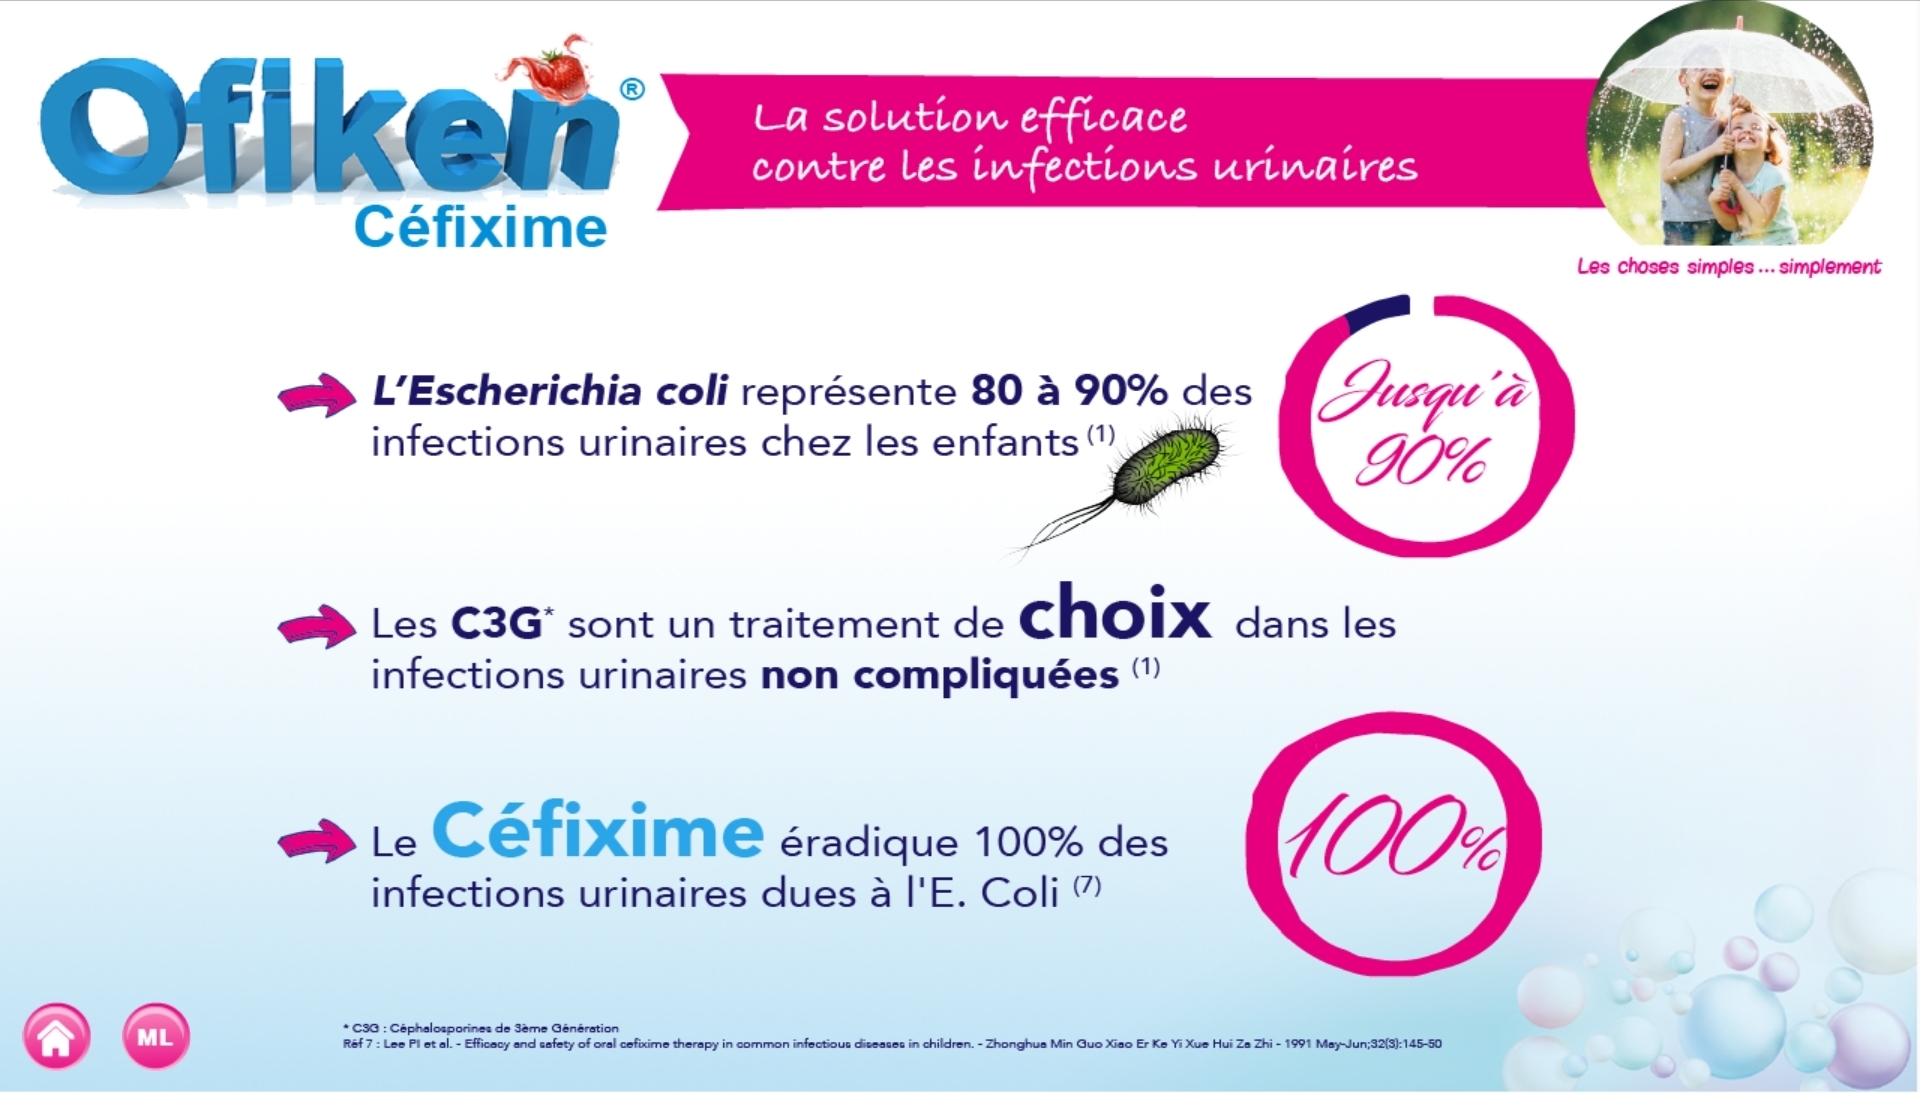 Ofiken®
Céfixime
La solution efficace
contre les infections urinaires
Les choses simples... simplement
L'Escherichia coli représente 80 à 90% des
infections urinaires chez les enfants (1)
Jusqu'à
90%
Les C3G* sont un traitement de choix dans les
infections urinaires non compliquées (1)
Le Céfixime éradique 100% des
infections urinaires dues à l'E. Coli (7)
100%
ML
* C3G : Céphalosporines de 3ème Génération
Réf 7 : Lee PI et al. - Efficacy and safety of oral cefixime therapy in common infectious diseases in children. - Zhonghua Min Guo Xiao Er Ke Yi Xue Hui Za Zhi - 1991 May-Jun;32(3):145-50